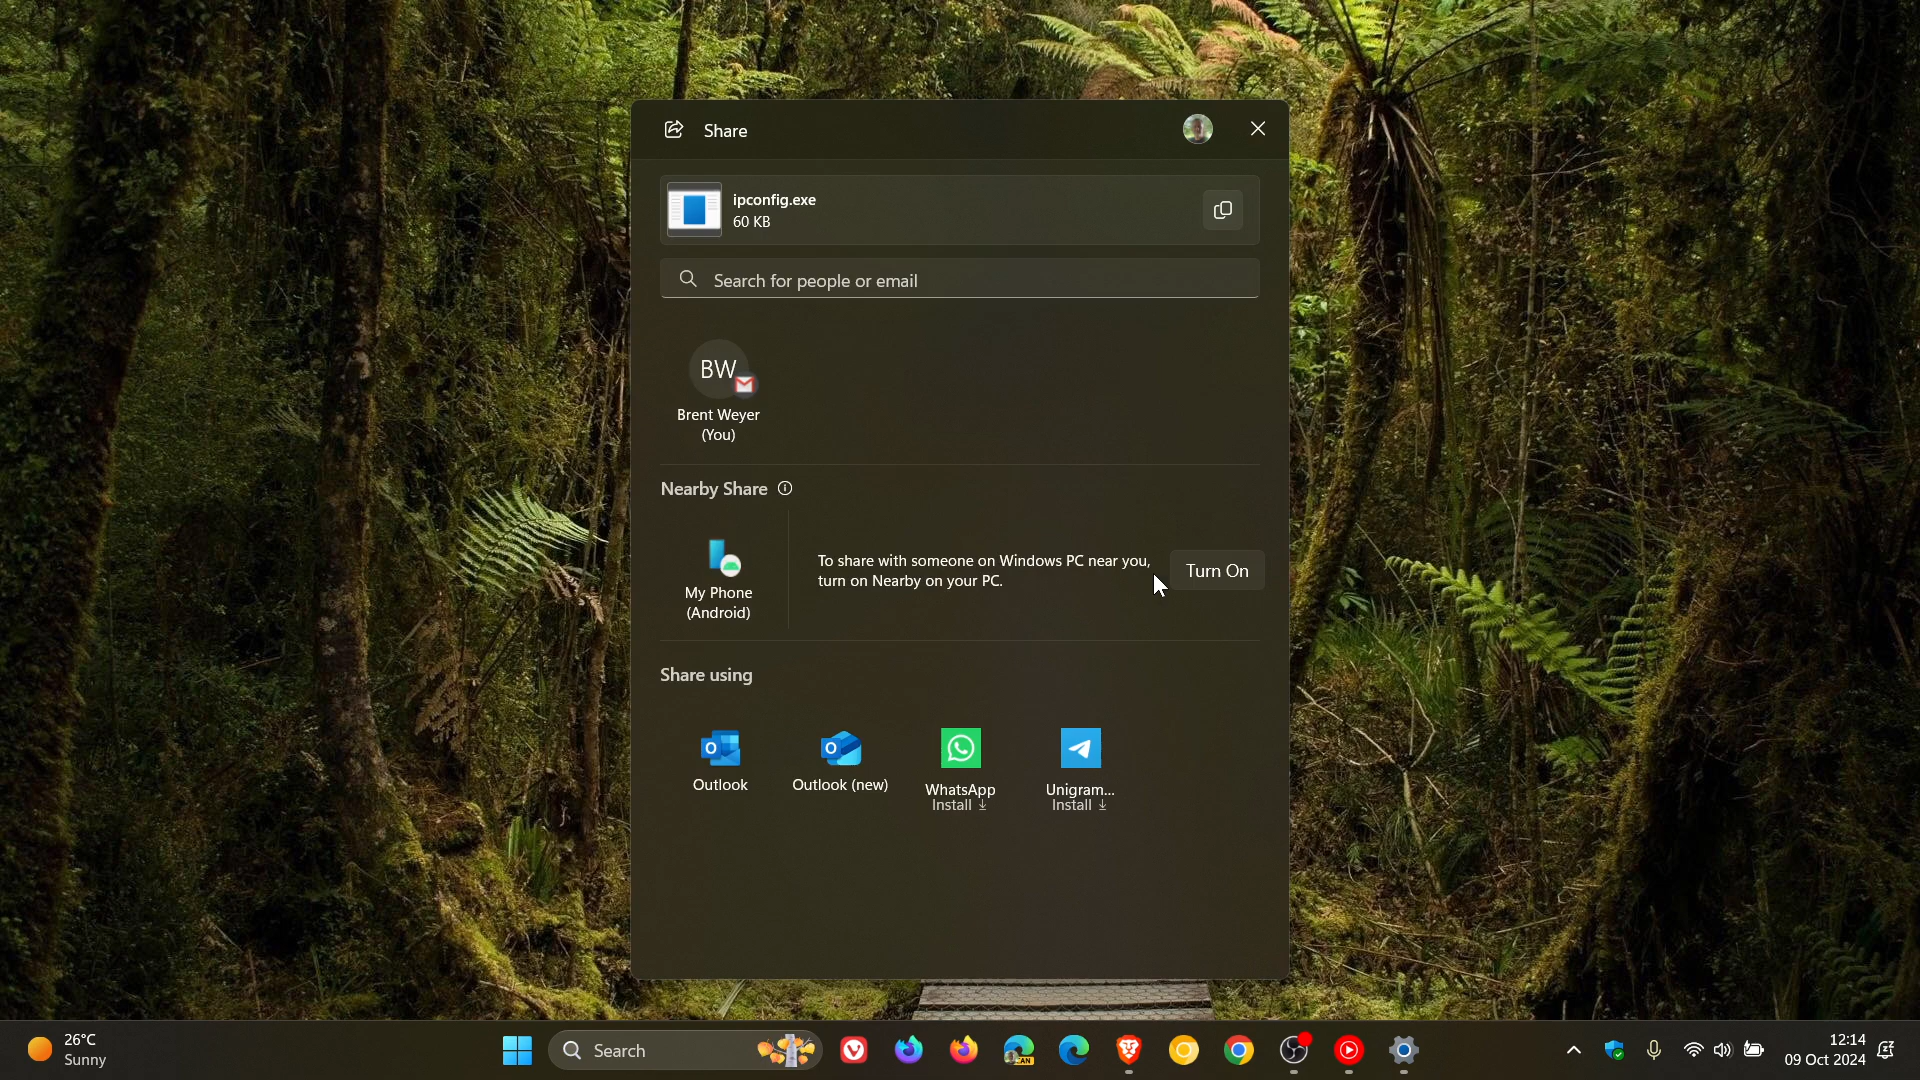 Share
ipconfig.exe
60 KB
Search for people or email
BW
Brent Weyer
(You)
Nearby Share
My Phone
(Android)
To share with someone on Windows PC near you,
turn on Nearby on your PC.
Turn On
Share using
Outlook
Outlook (new)
WhatsApp
Install
Unigram...
Install
26°C
Sunny
Search
CAN
12:14
09 Oct 2024